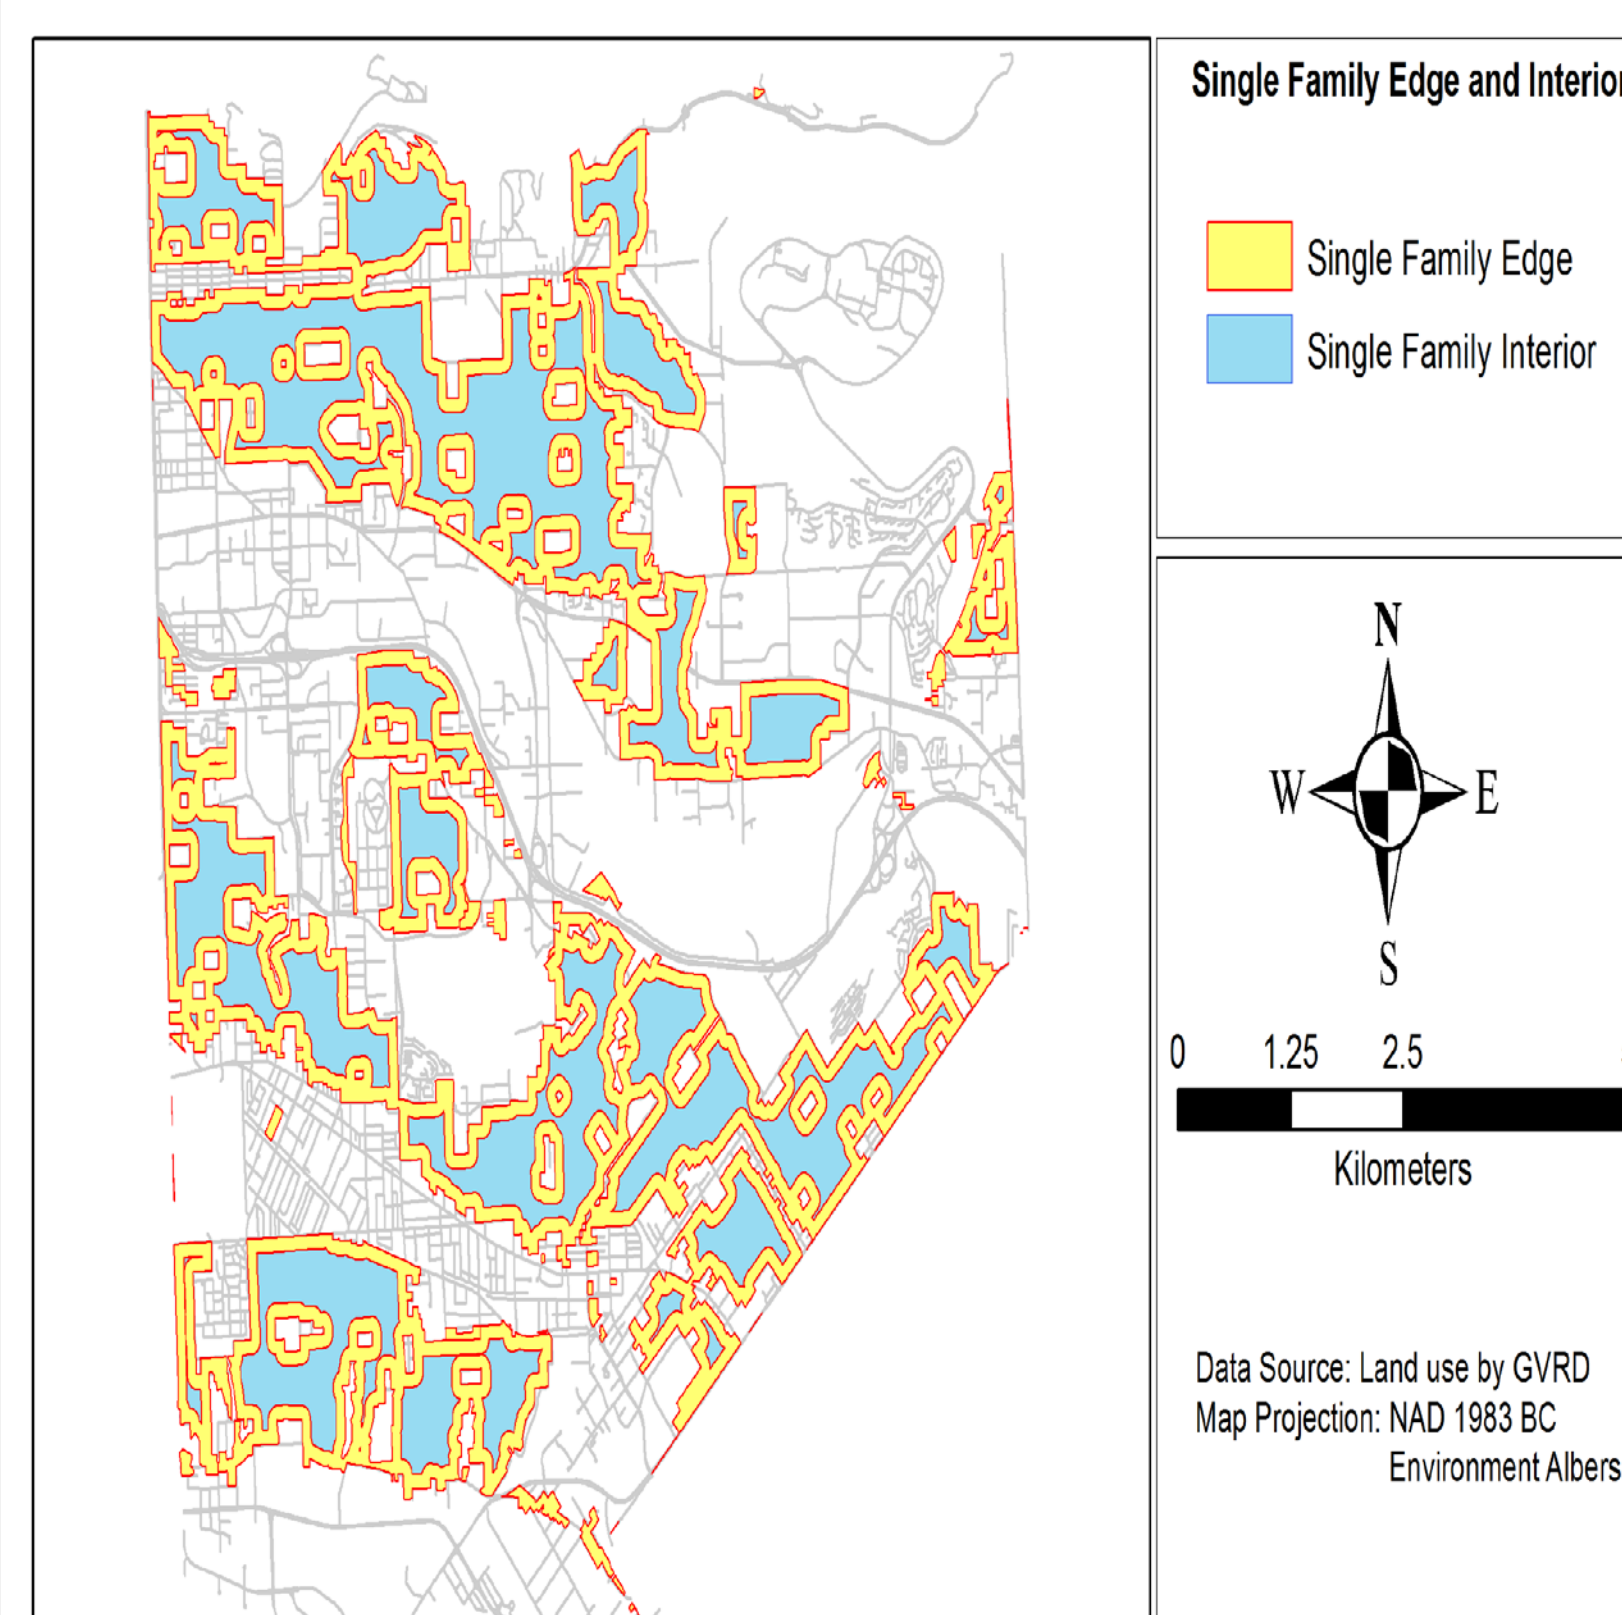 Single Family Edge and Interior
Single Family Edge
Single Family Interior
N
W E
S
0 1.25 2.5
Kilometers
Data Source: Land use by GVRD
Map Projection: NAD 1983 BC
Environment Albers